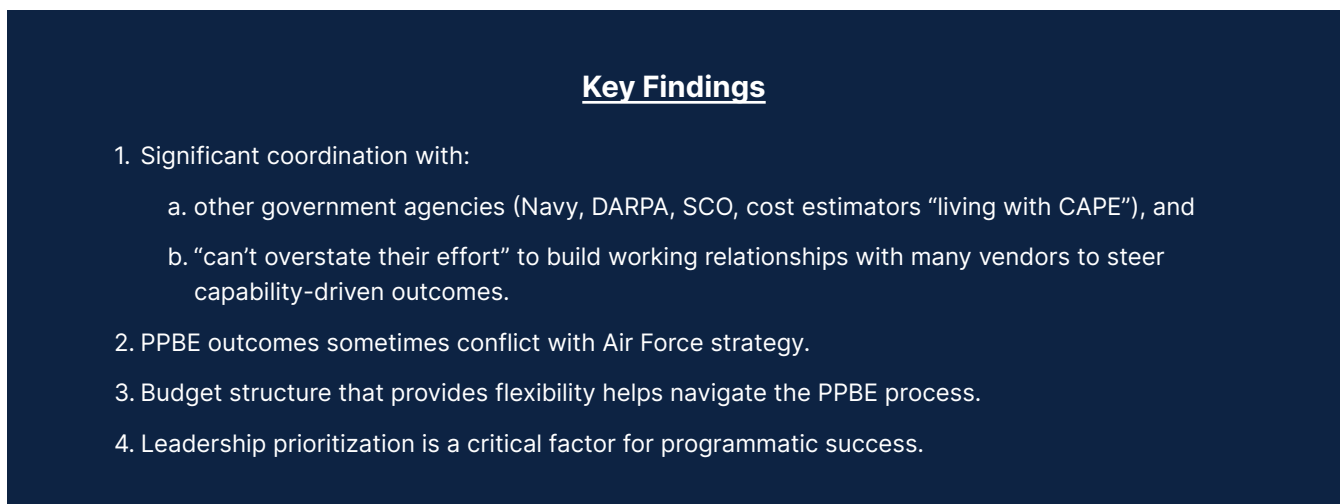 Key Findings
1. Significant coordination with:
a. other government agencies (Navy, DARPA, SCO, cost estimators “living with CAPE”), and
b. “can’t overstate their effort” to build working relationships with many vendors to steer
capability-driven outcomes.
2. PPBE outcomes sometimes conflict with Air Force strategy.
3. Budget structure that provides flexibility helps navigate the PPBE process.
4. Leadership prioritization is a critical factor for programmatic success.